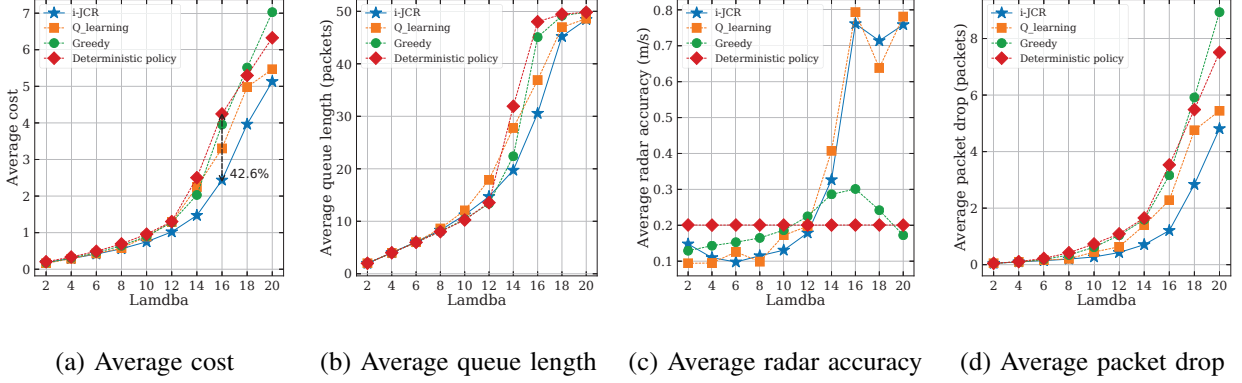 Average cost
7
6
5
4
3
2
1
0
i-JCR
Q_learning
Greedy
Deterministic policy
42.6%
2 4 6 8 10 12 14 16 18 20
Lamdba
(a) Average cost
Average queue length (packets)
50
40
30
20
10
0
i-JCR
Q_learning
Greedy
Deterministic policy
2 4 6 8 10 12 14 16 18 20
Lamdba
(b) Average queue length
Average radar accuracy (m/s)
0.8
0.7
0.6
0.5
0.4
0.3
0.2
0.1
i-JCR
Q_learning
Greedy
Deterministic policy
2 4 6 8 10 12 14 16 18 20
Lamdba
(c) Average radar accuracy
Average packet drop (packets)
8
6
4
2
0
i-JCR
Q_learning
Greedy
Deterministic policy
2 4 6 8 10 12 14 16 18 20
Lamdba
(d) Average packet drop